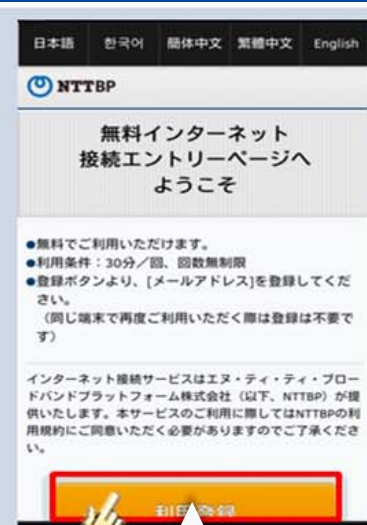 日本語 한국어 簡体中文 繁體中文 English
NTTBP
無料インターネット
接続エントリーページへ
ようこそ
●無料でご利用いただけます。
●利用条件：30分／回、回数無制限
●登録ボタンより、[メールアドレス]を登録してくだ
さい。
（同じ端末で再度ご利用いただく際は登録は不要で
す）
インターネット接続サービスはエヌ・ティ・ティ・ブロー
ドバンドプラットフォーム株式会社（以下、NTTBP）が提
供いたします。本サービスのご利用に際してはNTTBPの利
用規約にご同意いただく必要がありますのでご了承くださ
い。
利用登録